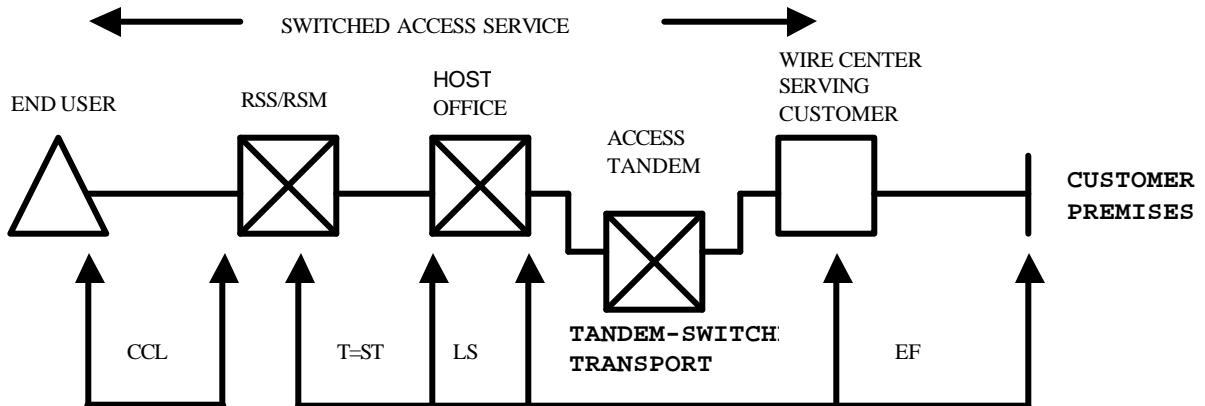 SWITCHED ACCESS SERVICE
WIRE CENTER
SERVING
CUSTOMER
HOST
OFFICE
RSS/RSM
END USER
ACCESS
TANDEM
CUSTOMER
PREMISES
TANDEM-SWITCH
TRANSPORT
CCL
T=ST
LS
EF